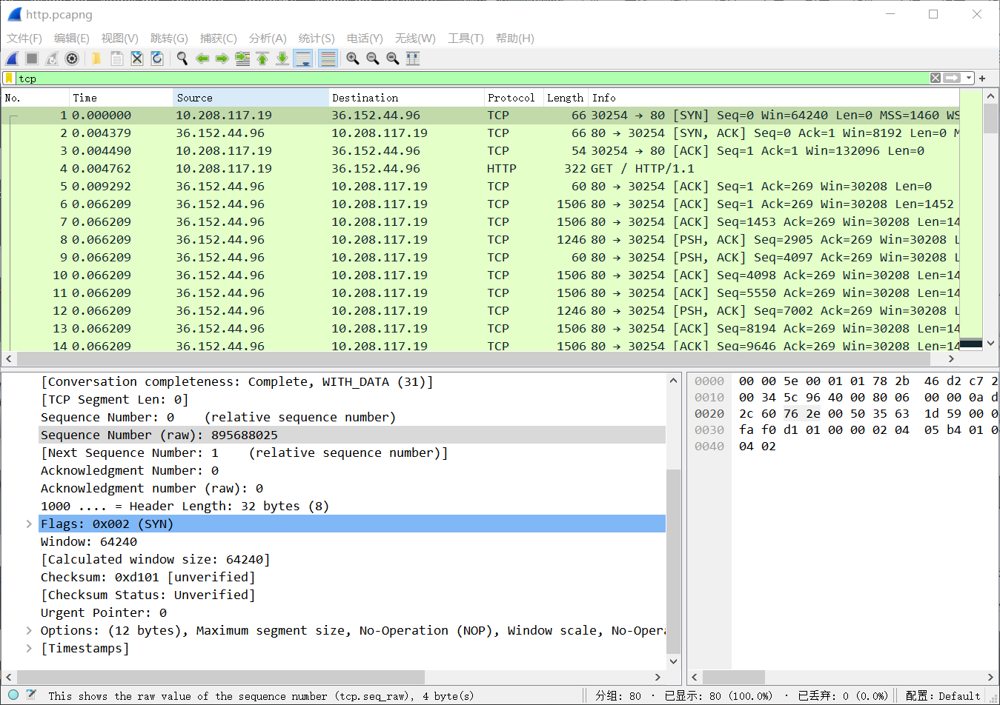 http.pcapng
文件(F) 编辑(E) 视图(V) 跳转(G) 捕获(C) 分析(A) 统计(S) 电话(Y) 无线(W) 工具(T) 帮助(H)
tcp
No. Time Source Destination Protocol Length Info
1 0.000000 10.208.117.19 36.152.44.96 TCP 66 30254 → 80 [SYN] Seq=0 Win=64240 Len=0 MSS=1460 WS
2 0.004379 36.152.44.96 10.208.117.19 TCP 66 80 → 30254 [SYN, ACK] Seq=0 Ack=1 Win=8192 Len=0 M
3 0.004490 10.208.117.19 36.152.44.96 TCP 54 30254 → 80 [ACK] Seq=1 Ack=1 Win=132096 Len=0
4 0.004762 10.208.117.19 36.152.44.96 HTTP 322 GET / HTTP/1.1
5 0.009292 36.152.44.96 10.208.117.19 TCP 60 80 → 30254 [ACK] Seq=1 Ack=269 Win=30208 Len=0
6 0.066209 36.152.44.96 10.208.117.19 TCP 1506 80 → 30254 [ACK] Seq=1 Ack=269 Win=30208 Len=1452
7 0.066209 36.152.44.96 10.208.117.19 TCP 1506 80 → 30254 [ACK] Seq=1453 Ack=269 Win=30208 Len=14
8 0.066209 36.152.44.96 10.208.117.19 TCP 1246 80 → 30254 [PSH, ACK] Seq=2905 Ack=269 Win=30208 L
9 0.066209 36.152.44.96 10.208.117.19 TCP 60 80 → 30254 [PSH, ACK] Seq=4097 Ack=269 Win=30208 L
10 0.066209 36.152.44.96 10.208.117.19 TCP 1506 80 → 30254 [ACK] Seq=4098 Ack=269 Win=30208 Len=14
11 0.066209 36.152.44.96 10.208.117.19 TCP 1506 80 → 30254 [ACK] Seq=5550 Ack=269 Win=30208 Len=14
12 0.066209 36.152.44.96 10.208.117.19 TCP 1246 80 → 30254 [PSH, ACK] Seq=7002 Ack=269 Win=30208 L
13 0.066209 36.152.44.96 10.208.117.19 TCP 1506 80 → 30254 [ACK] Seq=8194 Ack=269 Win=30208 Len=14
14 0.066209 36.152.44.96 10.208.117.19 TCP 1506 80 → 30254 [ACK] Seq=9646 Ack=269 Win=30208 Len=14
[Conversation completeness: Complete, WITH_DATA (31)]
[TCP Segment Len: 0]
Sequence Number: 0 (relative sequence number)
Sequence Number (raw): 895688025
[Next Sequence Number: 1 (relative sequence number)]
Acknowledgment Number: 0
Acknowledgment number (raw): 0
1000 .... = Header Length: 32 bytes (8)
Flags: 0x002 (SYN)
Window: 64240
[Calculated window size: 64240]
Checksum: 0xd101 [unverified]
[Checksum Status: Unverified]
Urgent Pointer: 0
Options: (12 bytes), Maximum segment size, No-Operation (NOP), Window scale, No-Opera
[Timestamps]
0000 00 00 5e 00 01 01 78 2b 46 d2 c7 2
0010 00 34 5c 96 40 00 80 06 00 00 0a d
0020 2c 60 76 2e 00 50 35 63 1d 59 00 0
0030 fa f0 d1 01 00 00 02 04 05 b4 01 0
0040 04 02
This shows the raw value of the sequence number (tcp.seq_raw), 4 byte(s) 分组: 80 · 已显示: 80 (100.0%) · 已丢弃: 0 (0.0%) 配置: Default